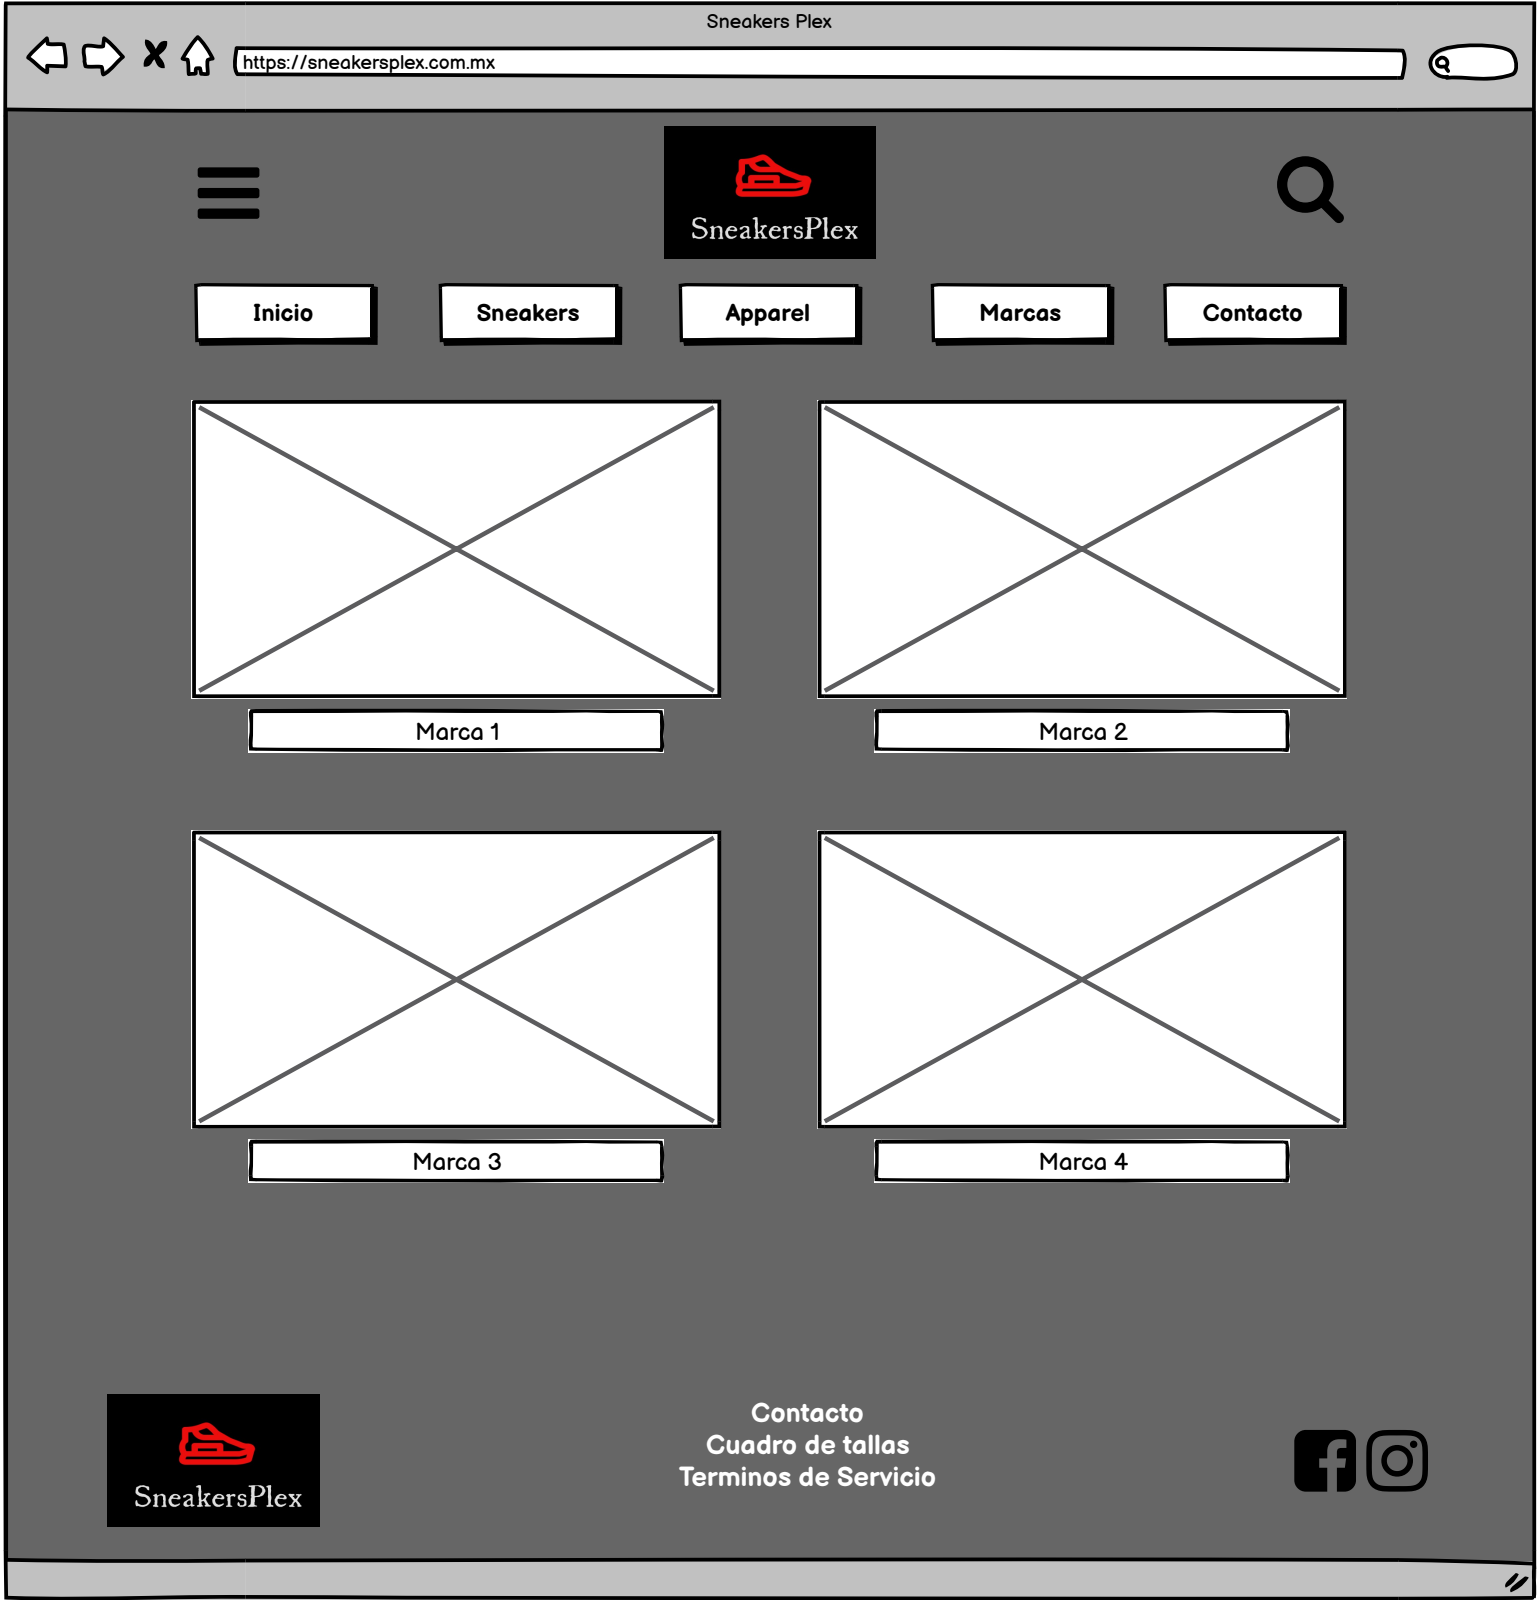 Sneakers Plex
https://sneakersplex.com.mx
SneakersPlex
Inicio
Sneakers
Apparel
Marcas
Contacto
Marca 1
Marca 2
Marca 3
Marca 4
SneakersPlex
Contacto
Cuadro de tallas
Terminos de Servicio